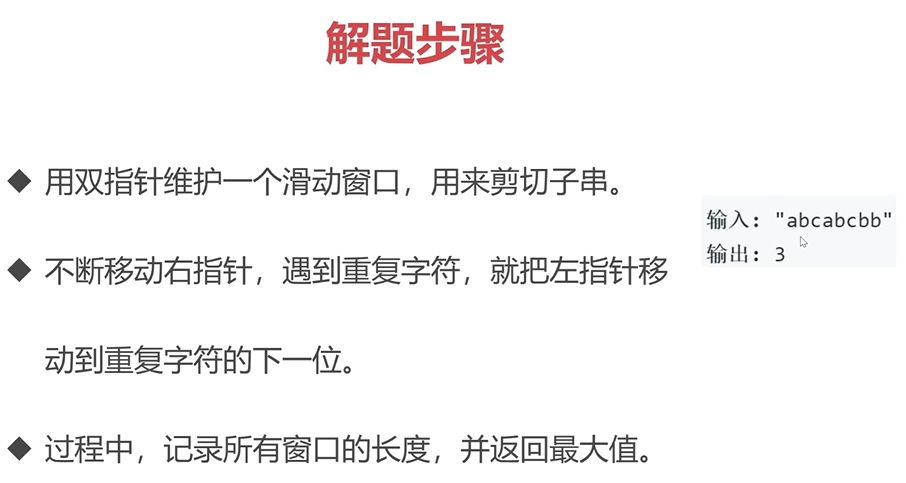 解题步骤
◆ 用双指针维护一个滑动窗口，用来剪切子串。
◆ 不断移动右指针，遇到重复字符，就把左指针移
动到重复字符的下一位。
◆ 过程中，记录所有窗口的长度，并返回最大值。
输入: "abcabcbb"
输出: 3